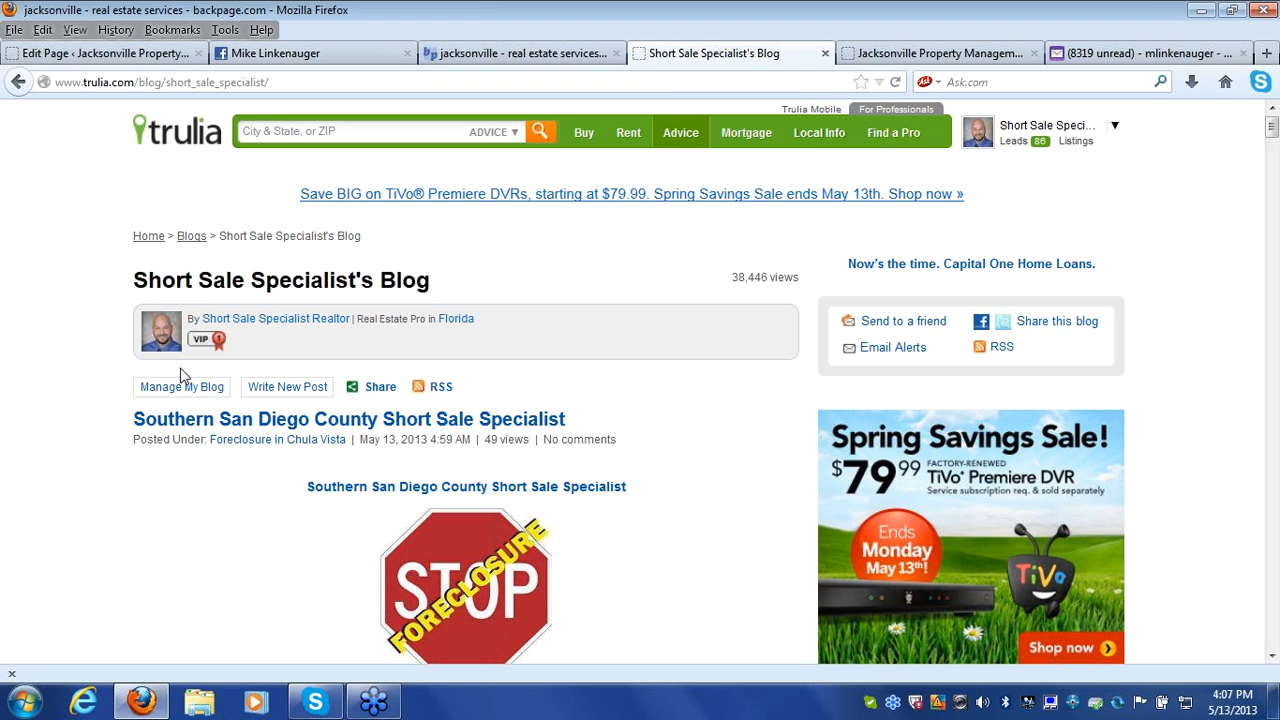 jacksonville - real estate services - backpage.com - Mozilla Firefox
File Edit View History Bookmarks Tools Help
Edit Page ‹ Jacksonville Property... × Mike Linkenauger × bp jacksonville - real estate services... × Short Sale Specialist's Blog × Jacksonville Property Managem... × (8319 unread) - mlinkenauger - ... × +
www.trulia.com/blog/short_sale_specialist/
Ask Ask.com
Trulia Mobile For Professionals
trulia City & State, or ZIP ADVICE ▼ Buy Rent Advice Mortgage Local Info Find a Pro
Short Sale Speci... ▼
Leads 86 Listings
Save BIG on TiVo® Premiere DVRs, starting at $79.99. Spring Savings Sale ends May 13th. Shop now »
Home > Blogs > Short Sale Specialist's Blog
Now's the time. Capital One Home Loans.
Short Sale Specialist's Blog 38,446 views
By Short Sale Specialist Realtor | Real Estate Pro in Florida
VIP 1
Send to a friend Share this blog
Email Alerts RSS
Manage My Blog Write New Post Share RSS
Southern San Diego County Short Sale Specialist
Posted Under: Foreclosure in Chula Vista | May 13, 2013 4:59 AM | 49 views | No comments
Southern San Diego County Short Sale Specialist
STOP
FORECLOSURE
Spring Savings Sale!
$79.99 FACTORY-RENEWED
TiVo® Premiere DVR
Service subscription req. & sold separately
Ends
Monday
May 13th!
TiVo
Shop now
4:07 PM
5/13/2013